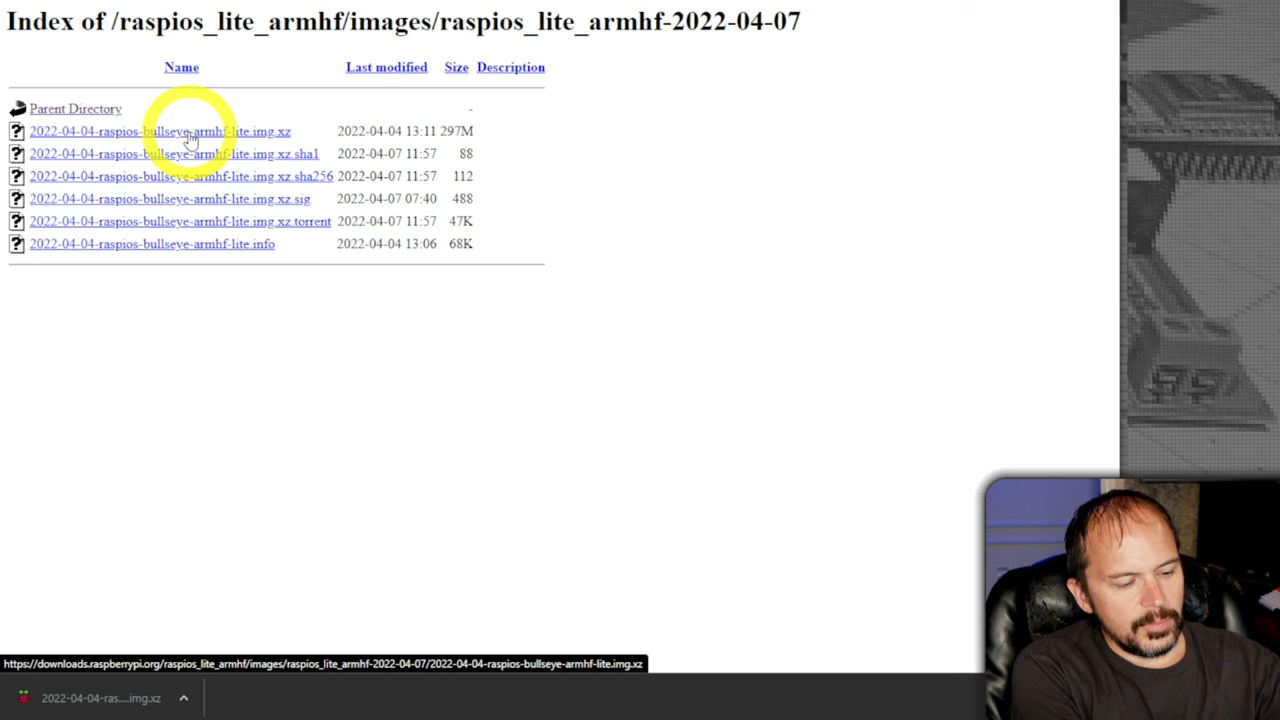 Index of /raspios_lite_armhf/images/raspios_lite_armhf-2022-04-07
Name Last modified Size Description
Parent Directory -
2022-04-04-raspios-bullseye-armhf-lite.img.xz 2022-04-04 13:11 297M
2022-04-04-raspios-bullseye-armhf-lite.img.xz.sha1 2022-04-07 11:57 88
2022-04-04-raspios-bullseye-armhf-lite.img.xz.sha256 2022-04-07 11:57 112
2022-04-04-raspios-bullseye-armhf-lite.img.xz.sig 2022-04-07 07:40 488
2022-04-04-raspios-bullseye-armhf-lite.img.xz.torrent 2022-04-07 11:57 47K
2022-04-04-raspios-bullseye-armhf-lite.info 2022-04-04 13:06 68K
https://downloads.raspberrypi.org/raspios_lite_armhf/images/raspios_lite_armhf-2022-04-07/2022-04-04-raspios-bullseye-armhf-lite.img.xz
2022-04-04-ras....img.xz